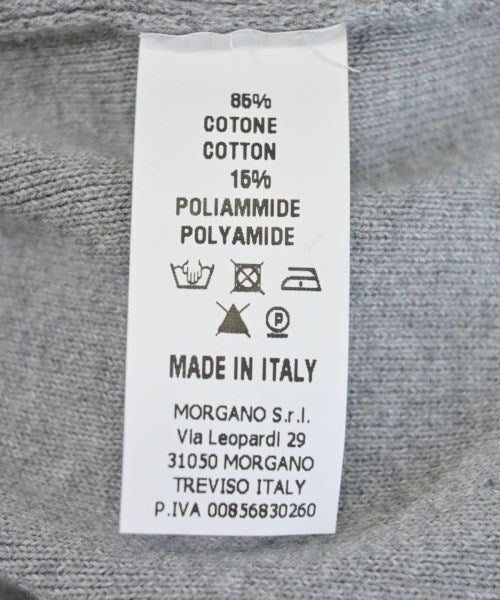 85%
COTONE
COTTON
15%
POLIAMMIDE
POLYAMIDE
P
MADE IN ITALY
MORGANO S.r.l.
Via Leopardi 29
31050 MORGANO
TREVISO ITALY
P.IVA 00856830260